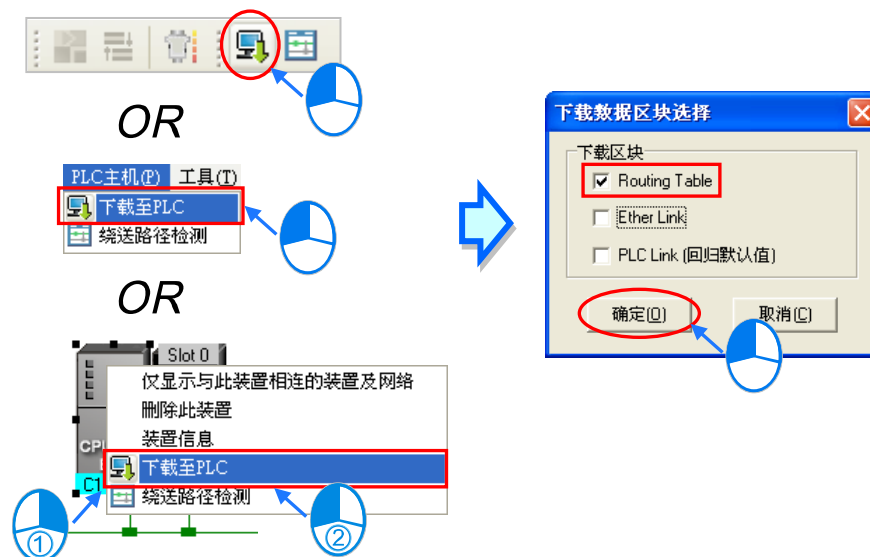 OR
PLC主机(P) 工具(T)
下载至PLC
绕送路径检测
OR
Slot 0
仅显示与此装置相连的装置及网络
删除此装置
装置信息
下载至PLC
绕送路径检测
C1
①
②
下载数据区块选择
下载区块
Routing Table
Ether Link
PLC Link (回归默认值)
确定(O) 取消(C)